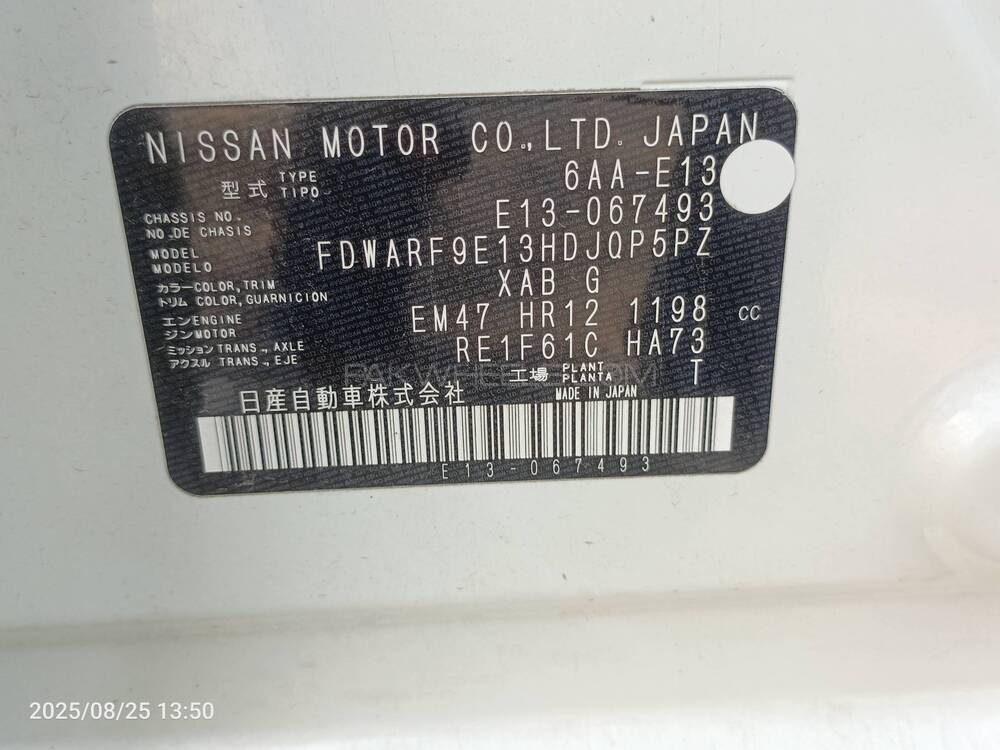 NISSAN MOTOR CO.,LTD. JAPAN
型式 TYPE TIPO 6AA-E13
CHASSIS NO. NO.DE CHASIS E13-067493
MODEL MODELO FDWARF9E13HDJQP5PZ
カラー COLOR,TRIM トリム COLOR,GUARNICION XAB G
エンジン ENGINE MOTOR EM47 HR12 1198 CC
ミッション TRANS.,AXLE アクスル TRANS.,EJE RE1F61C HA73
工場 PLANT PLANTA T
PAKWHEELS.COM
日産自動車株式会社 MADE IN JAPAN
E13-067493
2025/08/25 13:50